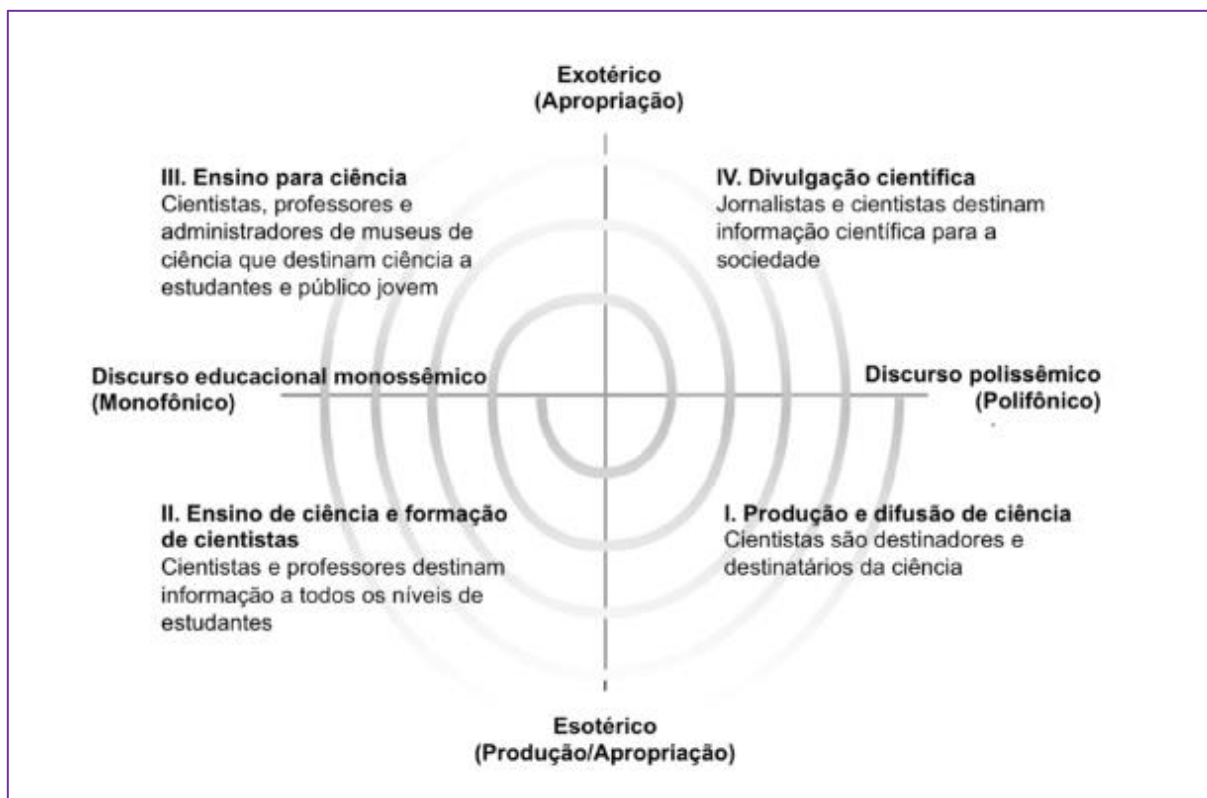 Exotérico
(Apropriação)
III. Ensino para ciência
Cientistas, professores e
administradores de museus de
ciência que destinam ciência a
estudantes e público jovem
IV. Divulgação científica
Jornalistas e cientistas destinam
informação científica para a
sociedade
Discurso educacional monossêmico
(Monofônico)
Discurso polissêmico
(Polifônico)
II. Ensino de ciência e formação
de cientistas
Cientistas e professores destinam
informação a todos os níveis de
estudantes
I. Produção e difusão de ciência
Cientistas são destinadores e
destinatários da ciência
Esotérico
(Produção/Apropriação)